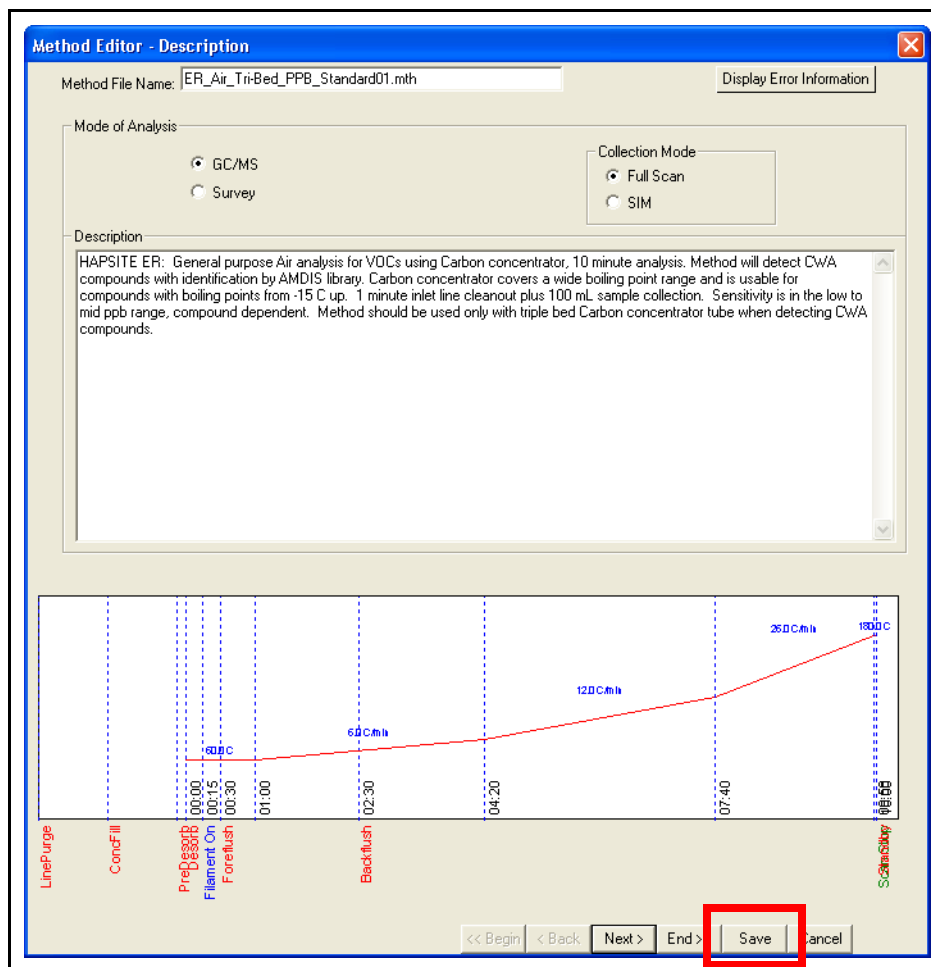 Method Editor - Description
Method File Name: ER_Air_Tri-Bed_PPB_Standard01.mth
Display Error Information
Mode of Analysis
GC/MS
Survey
Collection Mode
Full Scan
SIM
Description
HAPSITE ER:  General purpose Air analysis for VOCs using Carbon concentrator, 10 minute analysis. Method will detect CWA
compounds with identification by AMDIS library. Carbon concentrator covers a wide boiling point range and is usable for
compounds with boiling points from -15 C up.  1 minute inlet line cleanout plus 100 mL sample collection.  Sensitivity is in the low to
mid ppb range, compound dependent.  Method should be used only with triple bed Carbon concentrator tube when detecting CWA
compounds.
60.0 C
6.0 C/min
12.0 C/min
26.0 C/min
180.0 C
00:00
00:15
00:30
01:00
02:30
04:20
07:40
LinePurge
ConcFill
PreDesorb
Desorb
Filament On
Foreflush
Backflush
<< Begin
< Back
Next >
End >
Save
Cancel